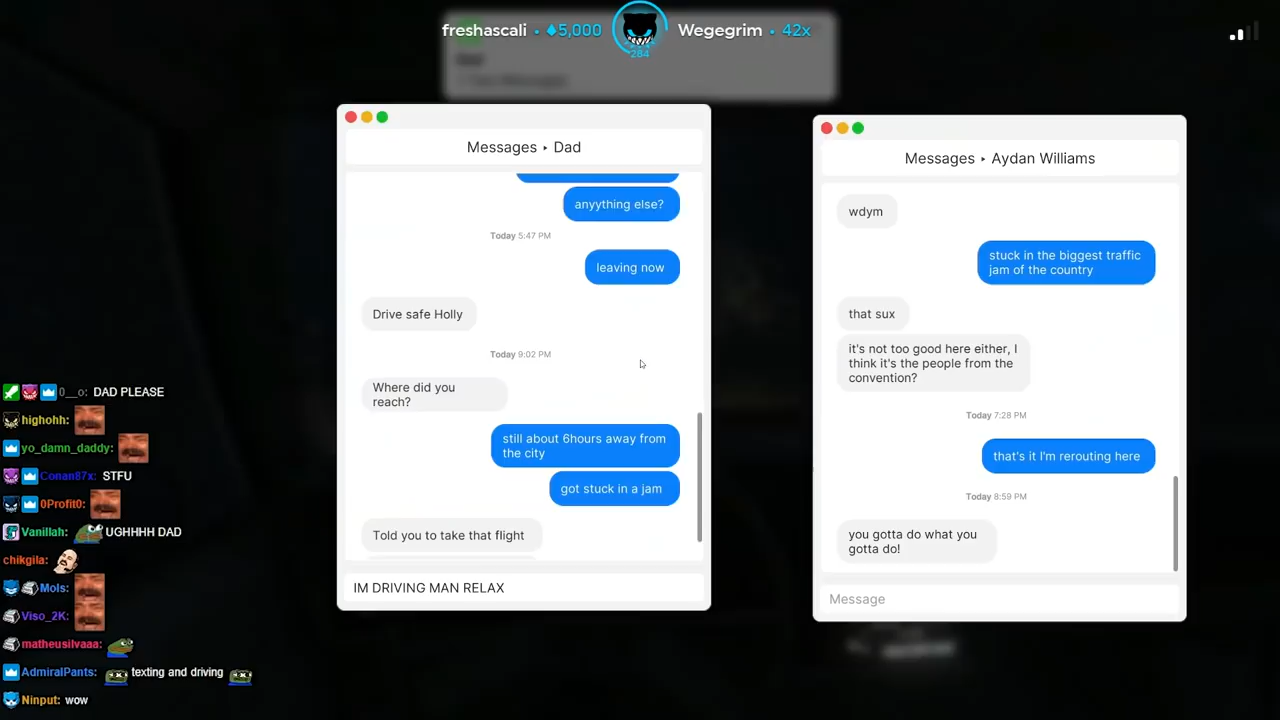 freshascali • 5,000
284
Wegegrim • 42x
Messages ‣ Dad
anyything else?
Today 5:47 PM
leaving now
Drive safe Holly
Today 9:02 PM
Where did you
reach?
still about 6hours away from
the city
got stuck in a jam
Told you to take that flight
IM DRIVING MAN RELAX
Messages ‣ Aydan Williams
wdym
stuck in the biggest traffic
jam of the country
that sux
it's not too good here either, I
think it's the people from the
convention?
Today 7:28 PM
that's it I'm rerouting here
Today 8:59 PM
you gotta do what you
gotta do!
Message
0__o: DAD PLEASE
highohh:
yo_damn_daddy:
Conan87x: STFU
0Profit0:
Vanillah: UGHHHH DAD
chikgila:
Mols:
Viso_2K:
matheusilvaaa:
AdmiralPants: texting and driving
Ninput: wow